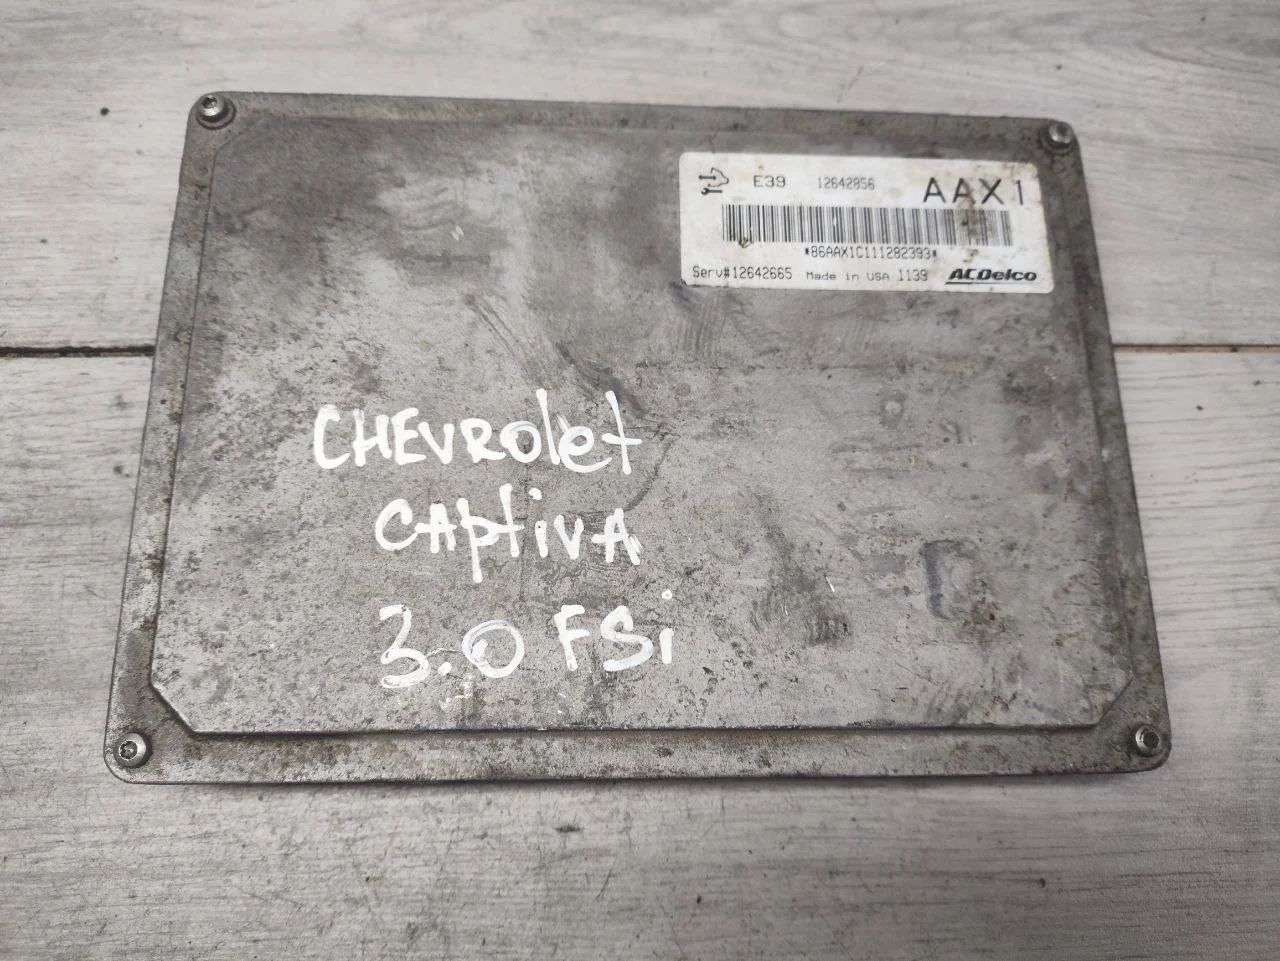 E39 12642856 AAX1
*86AAX1C111282393*
Serv#12642665 Made in USA 1139 ACDelco
CHEVROlet
CAptivA
3.0 FSi